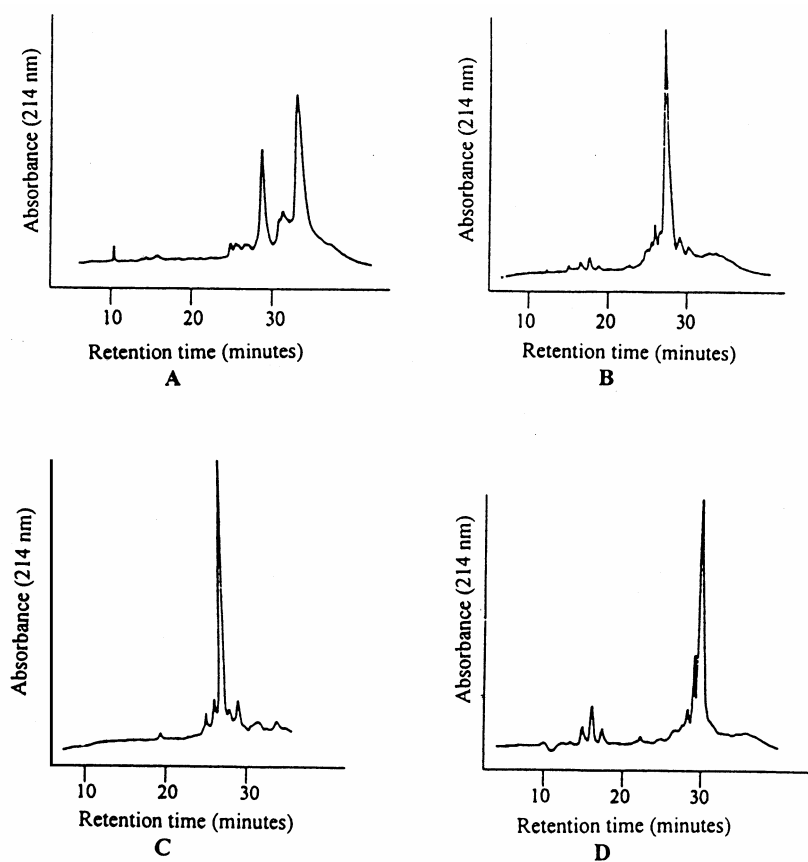 Absorbance (214 nm)
10 20 30
Retention time (minutes)
A
Absorbance (214 nm)
10 20 30
Retention time (minutes)
B
Absorbance (214 nm)
10 20 30
Retention time (minutes)
C
Absorbance (214 nm)
10 20 30
Retention time (minutes)
D